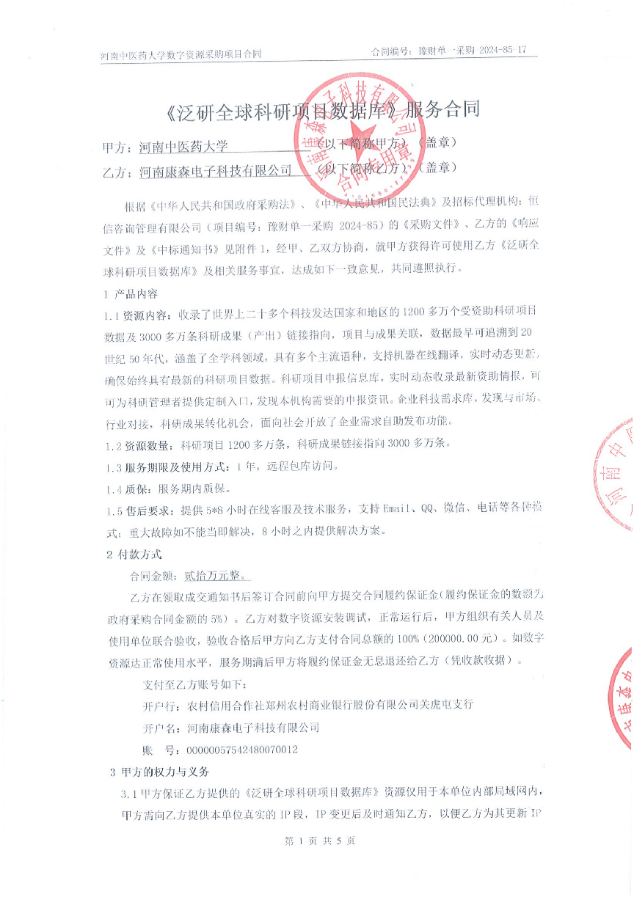 河南中医药大学数字资源采购项目合同 合同编号：豫财单一采购 2024-85-17
《泛研全球科研项目数据库》服务合同
甲方：河南中医药大学 （以下简称甲方）（盖章）
乙方：河南康森电子科技有限公司 （以下简称乙方）（盖章）
根据《中华人民共和国政府采购法》、《中华人民共和国民法典》及招标代理机构：恒
信咨询管理有限公司（项目编号：豫财单一采购 2024-85）的《采购文件》、乙方的《响应
文件》及《中标通知书》见附件 1，经甲、乙双方协商，就甲方获得许可使用乙方《泛研全
球科研项目数据库》及相关服务事宜，达成如下一致意见，共同遵照执行。
1 产品内容
1.1 资源内容：收录了世界上二十多个科技发达国家和地区的 1200 多万个受资助科研项目
数据及 3000 多万条科研成果（产出）链接指向，项目与成果关联，数据最早可追溯到 20
世纪 50 年代，涵盖了全学科领域，具有多个主流语种，支持机器在线翻译，实时动态更新，
确保始终具有最新的科研项目数据。科研项目申报信息库，实时动态收录最新资助情报，可
可为科研管理者提供定制入口，发现本机构需要的申报资讯。企业科技需求库，发现与市场、
行业对接，科研成果转化机会，面向社会开放了企业需求自助发布功能。
1.2 资源数量：科研项目 1200 多万条，科研成果链接指向 3000 多万条。
1.3 服务期限及使用方式：1 年，远程包库访问。
1.4 质保：服务期内质保。
1.5 售后要求：提供 5*8 小时在线客服及技术服务，支持 Email、QQ、微信、电话等各种模
式；重大故障如不能当即解决，8 小时之内提供解决方案。
2 付款方式
合同金额：贰拾万元整。
乙方在领取成交通知书后签订合同前向甲方提交合同履约保证金（履约保证金的数额为
政府采购合同金额的 5%）。乙方对数字资源安装调试，正常运行后，甲方组织有关人员及
使用单位联合验收，验收合格后甲方向乙方支付合同总额的 100%（200000.00 元）。如数字
资源达正常使用水平，服务期满后甲方将履约保证金无息退还给乙方（凭收款收据）。
支付至乙方账号如下：
开户行：农村信用合作社郑州农村商业银行股份有限公司关虎屯支行
开户名：河南康森电子科技有限公司
账 号：00000057542480070012
3 甲方的权力与义务
3.1 甲方保证乙方提供的《泛研全球科研项目数据库》资源仅用于本单位内部局域网内，
甲方需向乙方提供本单位真实的 IP 段，IP 变更后及时通知乙方，以便乙方为其更新 IP
第 1 页 共 5 页
河南康森电子科技有限公司
合同专用章
河南中医